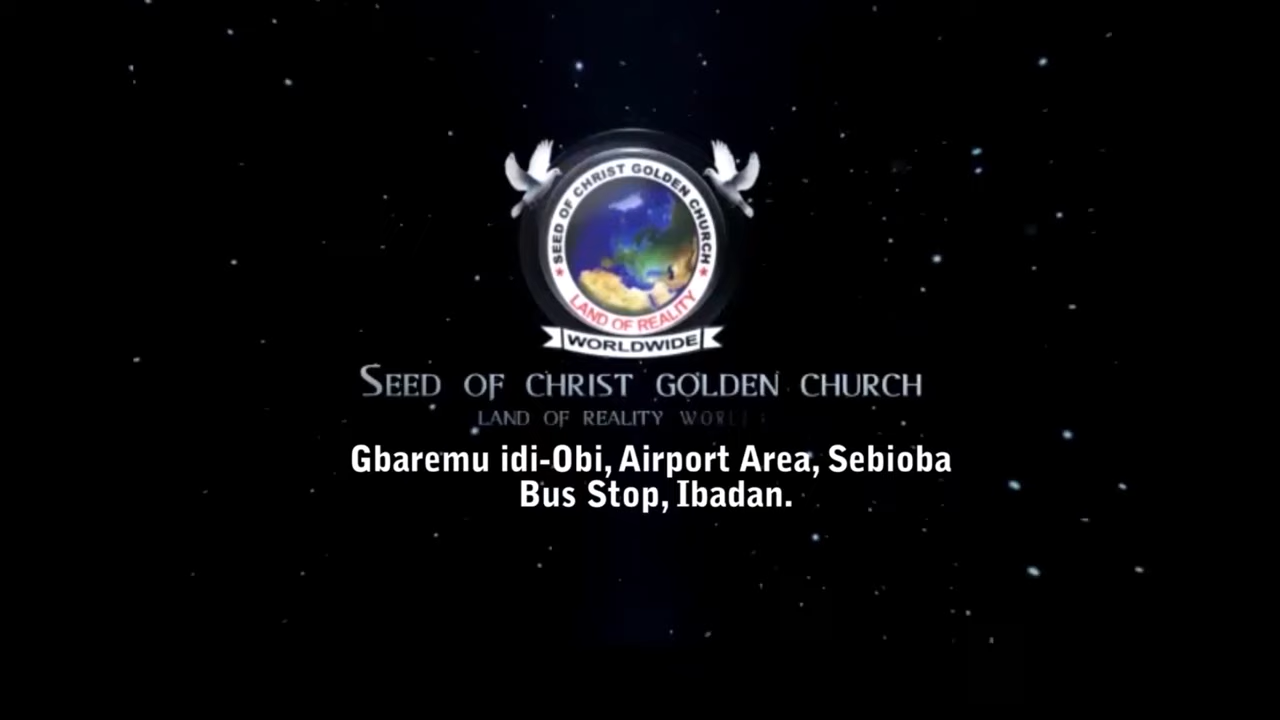 SEED OF CHRIST GOLDEN CHURCH
LAND OF REALITY
WORLDWIDE
SEED OF CHRIST GOLDEN CHURCH
LAND OF REALITY
Gbaremu idi-Obi, Airport Area, Sebioba
Bus Stop, Ibadan.